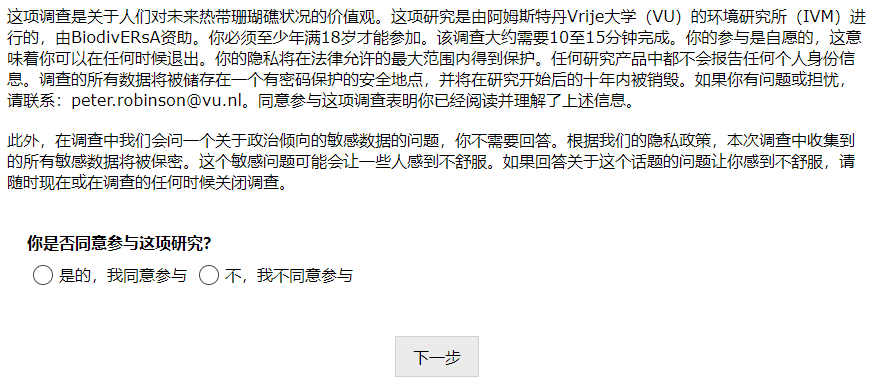 这项调查是关于人们对未来热带珊瑚礁状况的价值观。这项研究是由阿姆斯特丹Vrije大学（VU）的环境研究所（IVM）进
行的，由BiodivERsA资助。你必须至少年满18岁才能参加。该调查大约需要10至15分钟完成。你的参与是自愿的，这意
味着你可以在任何时候退出。你的隐私将在法律允许的最大范围内得到保护。任何研究产品中都不会报告任何个人身份信
息。调查的所有数据将被储存在一个有密码保护的安全地点，并将在研究开始后的十年内被销毁。如果你有问题或担忧，
请联系：peter.robinson@vu.nl。同意参与这项调查表明你已经阅读并理解了上述信息。
此外，在调查中我们会问一个关于政治倾向的敏感数据的问题，你不需要回答。根据我们的隐私政策，本次调查中收集到
的所有敏感数据将被保密。这个敏感问题可能会让一些人感到不舒服。如果回答关于这个话题的问题让你感到不舒服，请
随时现在或在调查的任何时候关闭调查。
你是否同意参与这项研究？
是的，我同意参与 不，我不同意参与
下一步